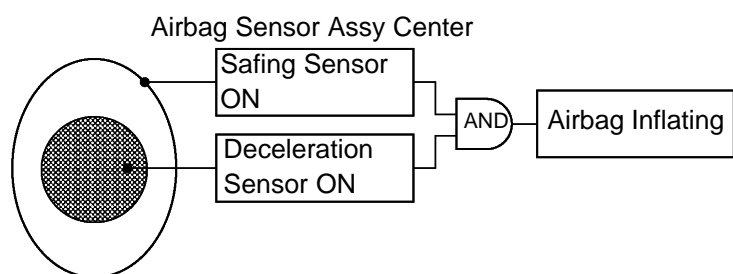 Airbag Sensor Assy Center
Safing Sensor
ON
AND
Airbag Inflating
Deceleration
Sensor ON